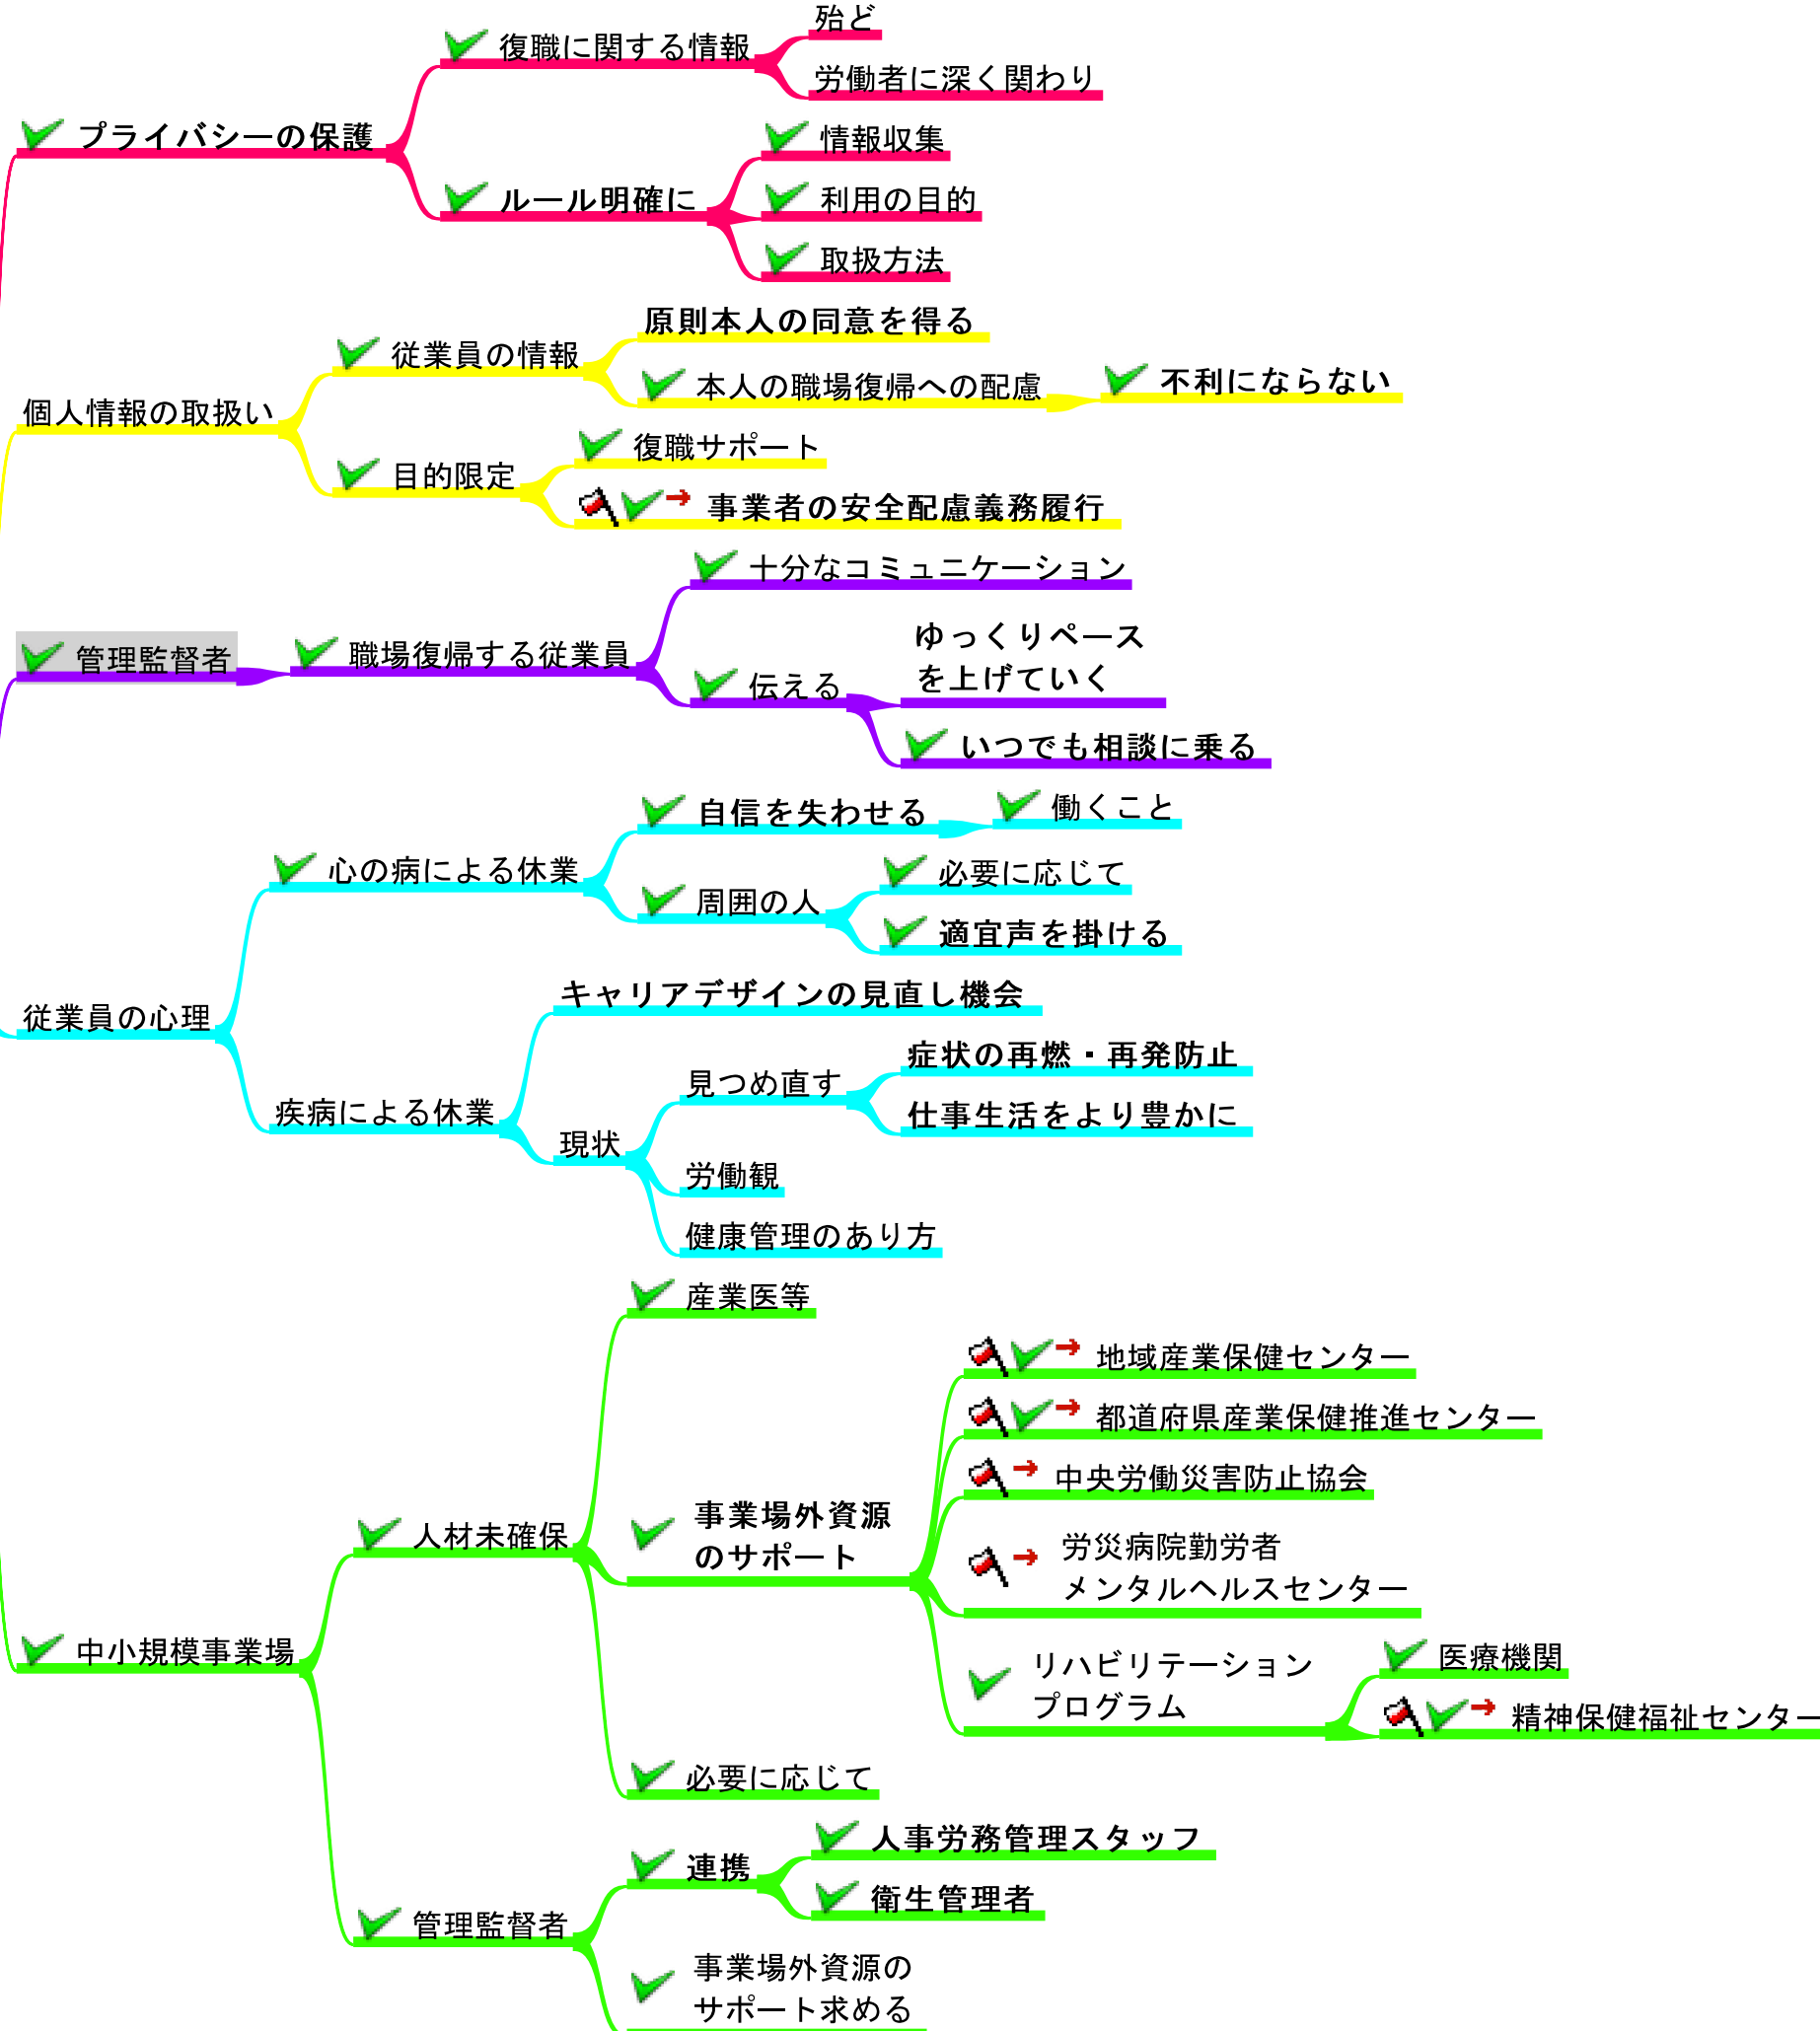 殆ど
復職に関する情報
労働者に深く関わり
プライバシーの保護
情報収集
ルール明確に
利用の目的
取扱方法
原則本人の同意を得る
従業員の情報
本人の職場復帰への配慮
不利にならない
個人情報の取扱い
復職サポート
目的限定
事業者の安全配慮義務履行
十分なコミュニケーション
管理監督者
職場復帰する従業員
ゆっくりペース
を上げていく
伝える
いつでも相談に乗る
自信を失わせる
働くこと
心の病による休業
必要に応じて
周囲の人
適宜声を掛ける
従業員の心理
キャリアデザインの見直し機会
疾病による休業
症状の再燃・再発防止
見つめ直す
仕事生活をより豊かに
現状
労働観
健康管理のあり方
産業医等
地域産業保健センター
都道府県産業保健推進センター
中央労働災害防止協会
人材未確保
事業場外資源
のサポート
労災病院勤労者
メンタルヘルスセンター
中小規模事業場
リハビリテーション
プログラム
医療機関
精神保健福祉センター
必要に応じて
人事労務管理スタッフ
連携
衛生管理者
管理監督者
事業場外資源の
サポート求める